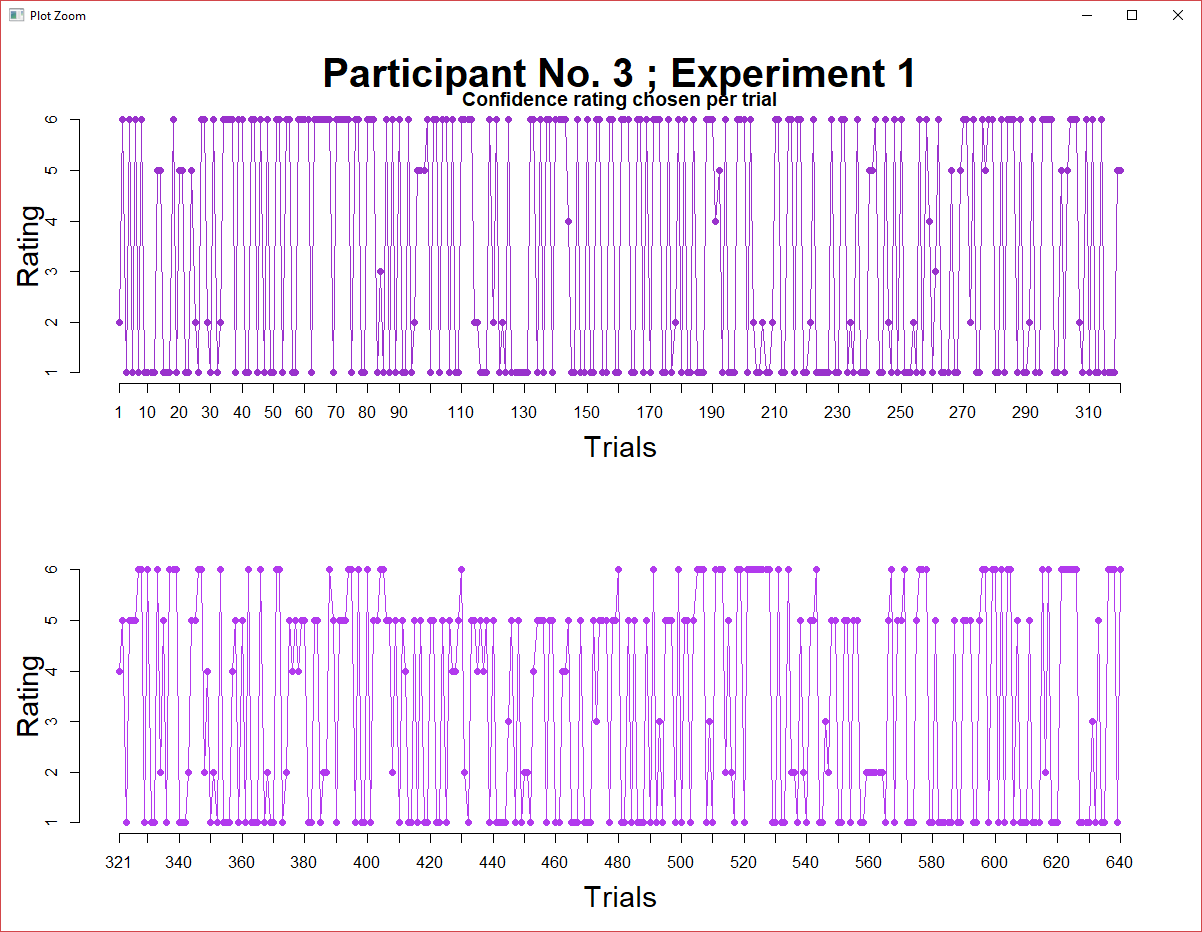 Plot Zoom
Participant No. 3 ; Experiment 1
Confidence rating chosen per trial
6
5
4
3
2
1
Rating
1 10 20 30 40 50 60 70 80 90 110 130 150 170 190 210 230 250 270 290 310
Trials
6
5
4
3
2
1
Rating
321 340 360 380 400 420 440 460 480 500 520 540 560 580 600 620 640
Trials